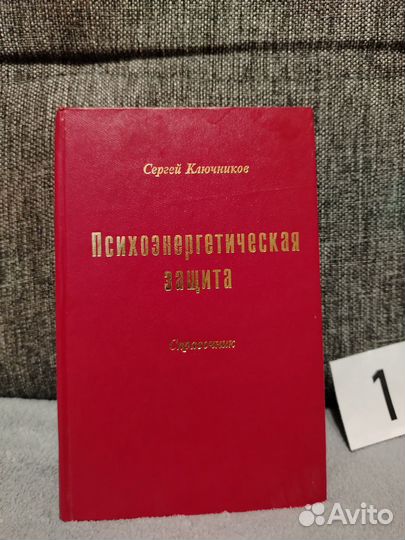 Сергей Ключников
Психоэнергетическая
защита
Справочник
1
Avito